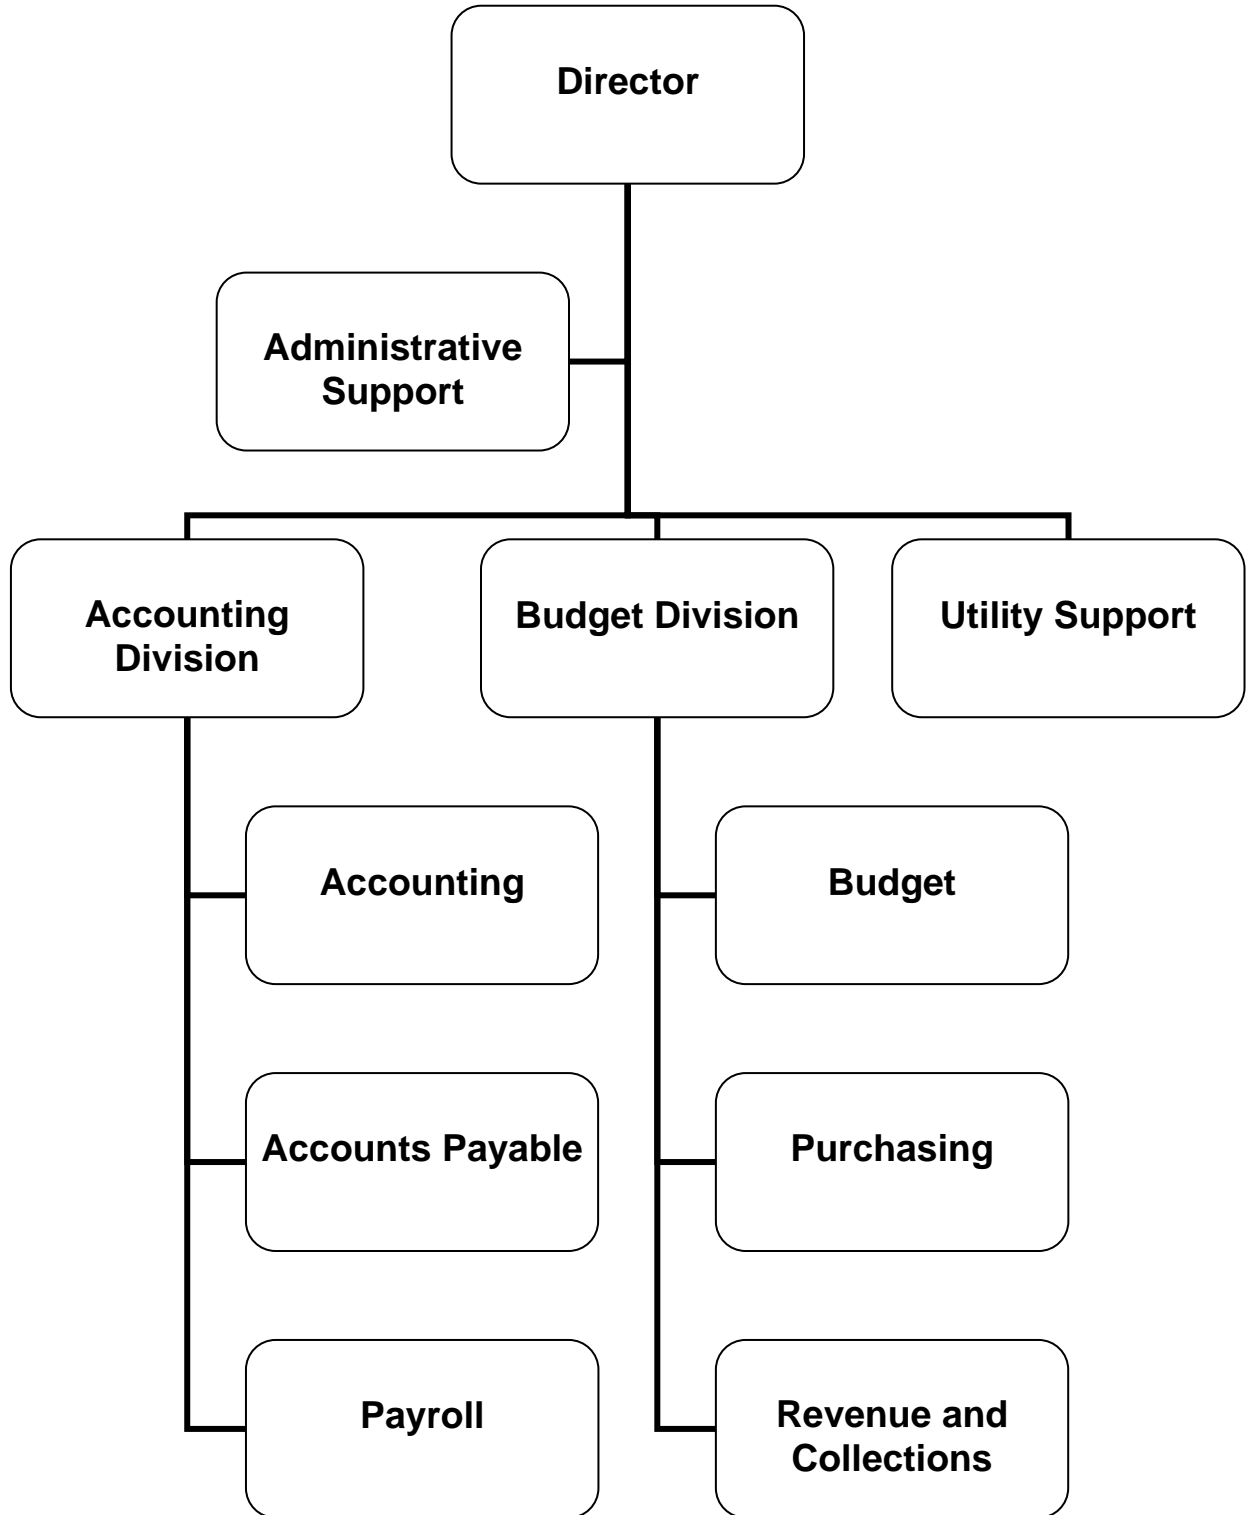 Director
Administrative
Support
Accounting
Division
Budget Division
Utility Support
Accounting
Budget
Accounts Payable
Purchasing
Payroll
Revenue and
Collections